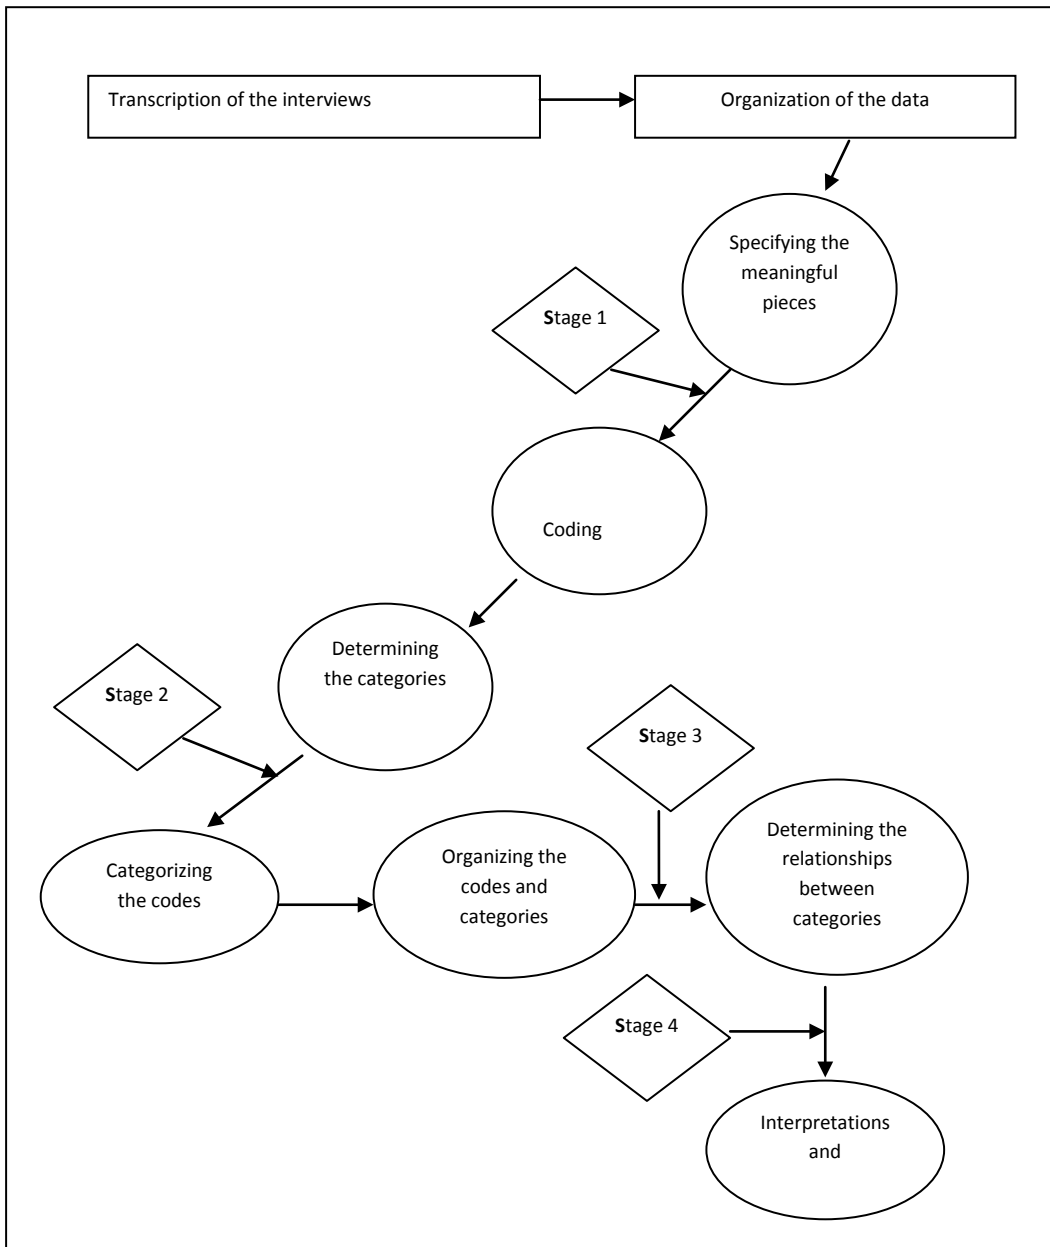 Transcription of the interviews
Organization of the data
Specifying the
meaningful
pieces
Stage 1
Coding
Determining
the categories
Stage 2
Stage 3
Categorizing
the codes
Organizing the
codes and
categories
Determining the
relationships
between
categories
Stage 4
Interpretations
and